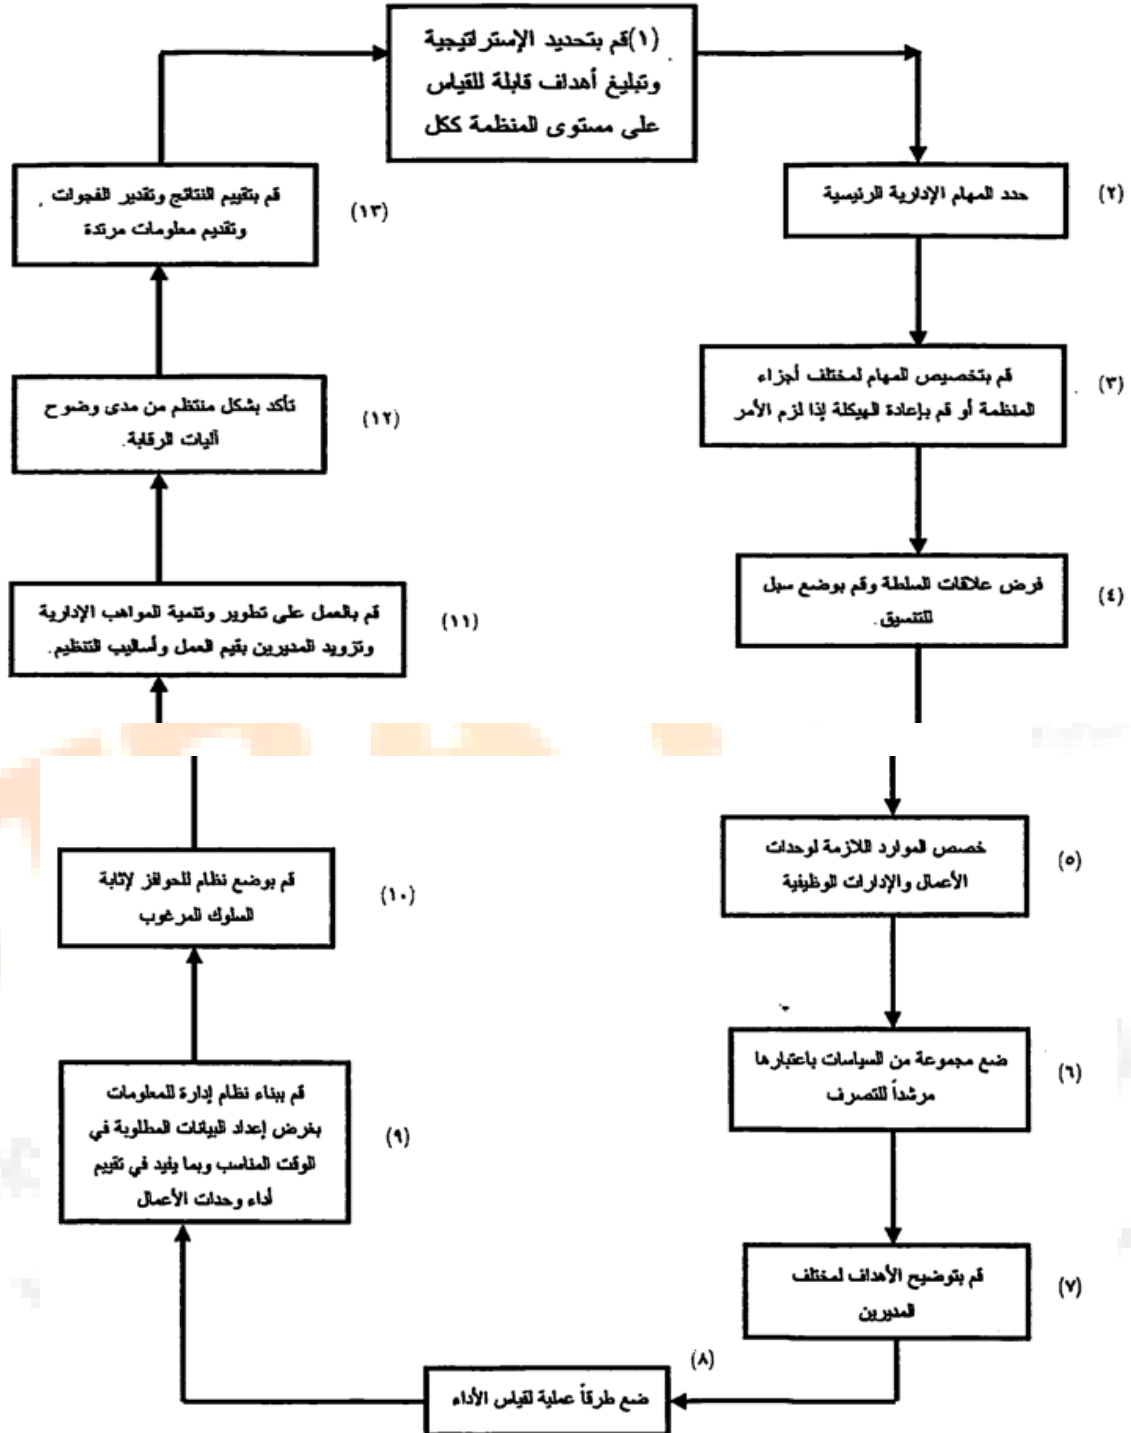 (١) قم بتحديد الإستراتيجية
وتبليغ أهداف قابلة للقياس
على مستوى المنظمة ككل
(٢)
حدد المهام الإدارية الرئيسية
(٣)
قم بتخصيص المهام لمختلف أجزاء
المنظمة أو قم بإعادة الهيكلة إذا لزم الأمر
(٤)
فرض علاقات السلطة وقم بوضع سبل
للتنسيق.
(٥)
خصص الموارد اللازمة لوحدات
الأعمال والإدارات الوظيفية
(٦)
ضع مجموعة من السياسات باعتبارها
مرشداً للتصرف
(٧)
قم بتوضيح الأهداف لمختلف
المديرين
(٨)
ضع طرقاً عملية لقياس الأداء
(٩)
قم ببناء نظام إدارة للمعلومات
بغرض إعداد البيانات المطلوبة في
الوقت المناسب وبما يفيد في تقييم
أداء وحدات الأعمال
(١٠)
قم بوضع نظام للحوافز لإثابة
السلوك المرغوب
(١١)
قم بالعمل على تطوير وتنمية المواهب الإدارية
وتزويد المديرين بقيم العمل وأساليب التنظيم.
(١٢)
تأكد بشكل منتظم من مدى وضوح
آليات الرقابة.
(١٣)
قم بتقييم النتائج وتقدير الفجوات
وتقديم معلومات مرتدة